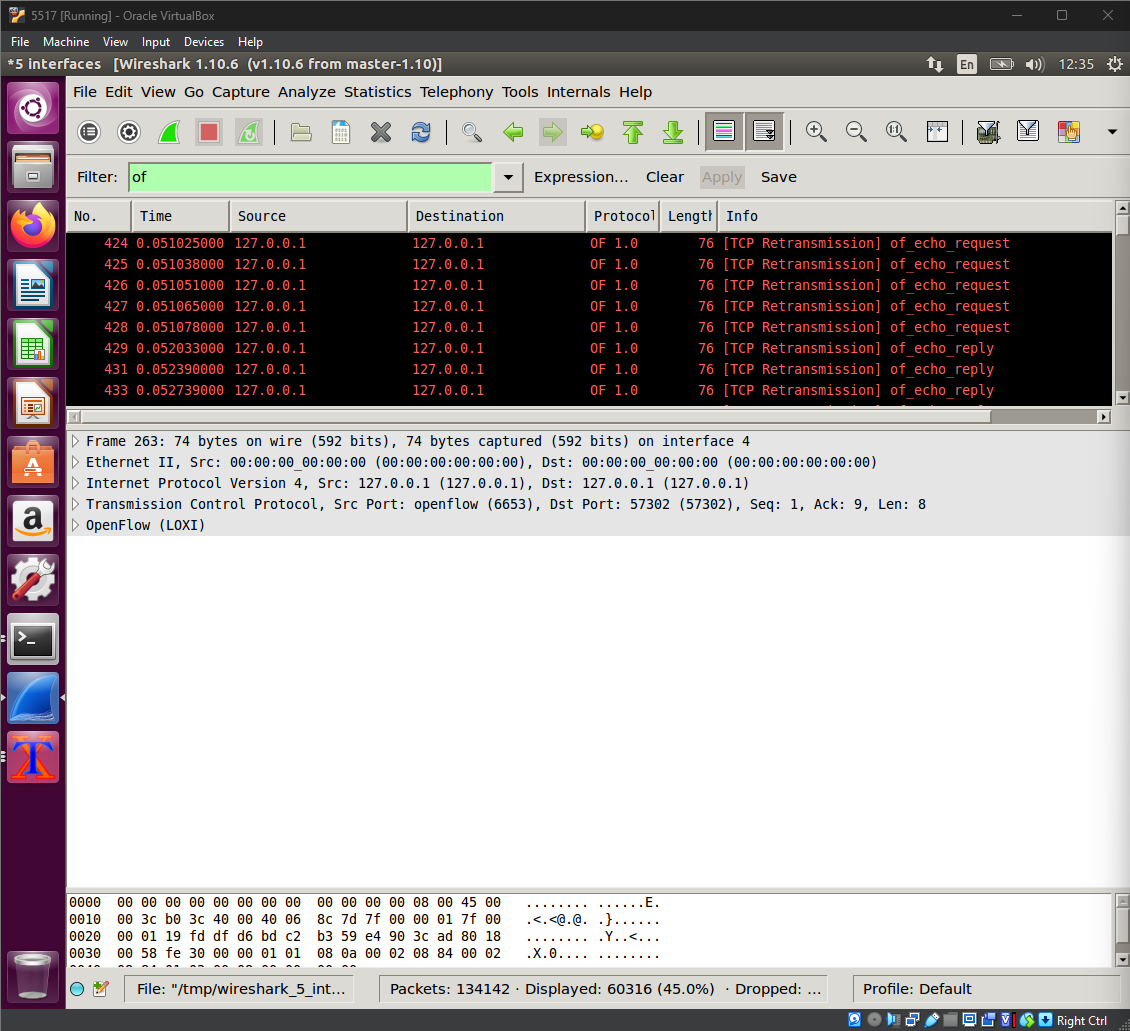 5517 [Running] - Oracle VirtualBox
File Machine View Input Devices Help
*5 interfaces [Wireshark 1.10.6 (v1.10.6 from master-1.10)] En 12:35
File Edit View Go Capture Analyze Statistics Telephony Tools Internals Help
Filter: of Expression... Clear Apply Save
No. Time Source Destination Protocol Length Info
424 0.051025000 127.0.0.1 127.0.0.1 OF 1.0 76 [TCP Retransmission] of_echo_request
425 0.051038000 127.0.0.1 127.0.0.1 OF 1.0 76 [TCP Retransmission] of_echo_request
426 0.051051000 127.0.0.1 127.0.0.1 OF 1.0 76 [TCP Retransmission] of_echo_request
427 0.051065000 127.0.0.1 127.0.0.1 OF 1.0 76 [TCP Retransmission] of_echo_request
428 0.051078000 127.0.0.1 127.0.0.1 OF 1.0 76 [TCP Retransmission] of_echo_request
429 0.052033000 127.0.0.1 127.0.0.1 OF 1.0 76 [TCP Retransmission] of_echo_reply
431 0.052390000 127.0.0.1 127.0.0.1 OF 1.0 76 [TCP Retransmission] of_echo_reply
433 0.052739000 127.0.0.1 127.0.0.1 OF 1.0 76 [TCP Retransmission] of_echo_reply
Frame 263: 74 bytes on wire (592 bits), 74 bytes captured (592 bits) on interface 4
Ethernet II, Src: 00:00:00_00:00:00 (00:00:00:00:00:00), Dst: 00:00:00_00:00:00 (00:00:00:00:00:00)
Internet Protocol Version 4, Src: 127.0.0.1 (127.0.0.1), Dst: 127.0.0.1 (127.0.0.1)
Transmission Control Protocol, Src Port: openflow (6653), Dst Port: 57302 (57302), Seq: 1, Ack: 9, Len: 8
OpenFlow (LOXI)
0000 00 00 00 00 00 00 00 00 00 00 00 00 08 00 45 00 ........ ......E.
0010 00 3c b0 3c 40 00 40 06 8c 7d 7f 00 00 01 7f 00 .<.<@.@. .}......
0020 00 01 19 fd df d6 bd c2 b3 59 e4 90 3c ad 80 18 ........ .Y..<...
0030 00 58 fe 30 00 00 01 01 08 0a 00 02 08 84 00 02 .X.0.... ........
File: "/tmp/wireshark_5_int... Packets: 134142 · Displayed: 60316 (45.0%) · Dropped: ... Profile: Default
Right Ctrl